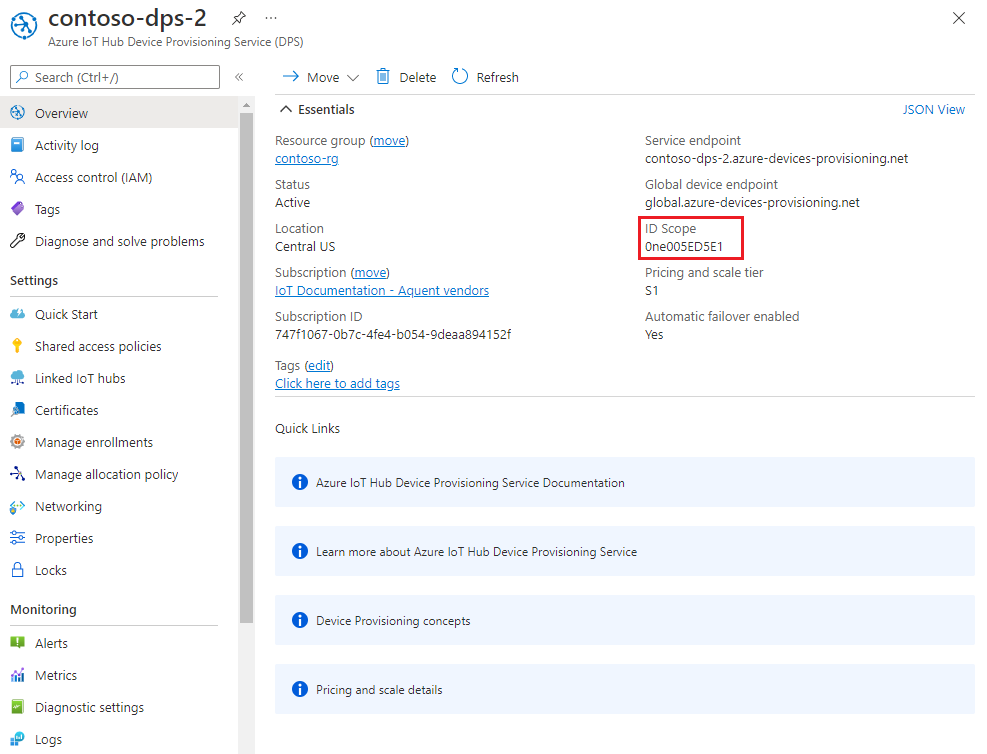 contoso-dps-2
Azure IoT Hub Device Provisioning Service (DPS)
Search (Ctrl+/)
Overview
Activity log
Access control (IAM)
Tags
Diagnose and solve problems
Settings
Quick Start
Shared access policies
Linked IoT hubs
Certificates
Manage enrollments
Manage allocation policy
Networking
Properties
Locks
Monitoring
Alerts
Metrics
Diagnostic settings
Logs
Move
Delete
Refresh
Essentials
JSON View
Resource group (move)
contoso-rg
Status
Active
Location
Central US
Subscription (move)
IoT Documentation - Aquent vendors
Subscription ID
747f1067-0b7c-4fe4-b054-9deaa894152f
Tags (edit)
Click here to add tags
Service endpoint
contoso-dps-2.azure-devices-provisioning.net
Global device endpoint
global.azure-devices-provisioning.net
ID Scope
0ne005ED5E1
Pricing and scale tier
S1
Automatic failover enabled
Yes
Quick Links
Azure IoT Hub Device Provisioning Service Documentation
Learn more about Azure IoT Hub Device Provisioning Service
Device Provisioning concepts
Pricing and scale details